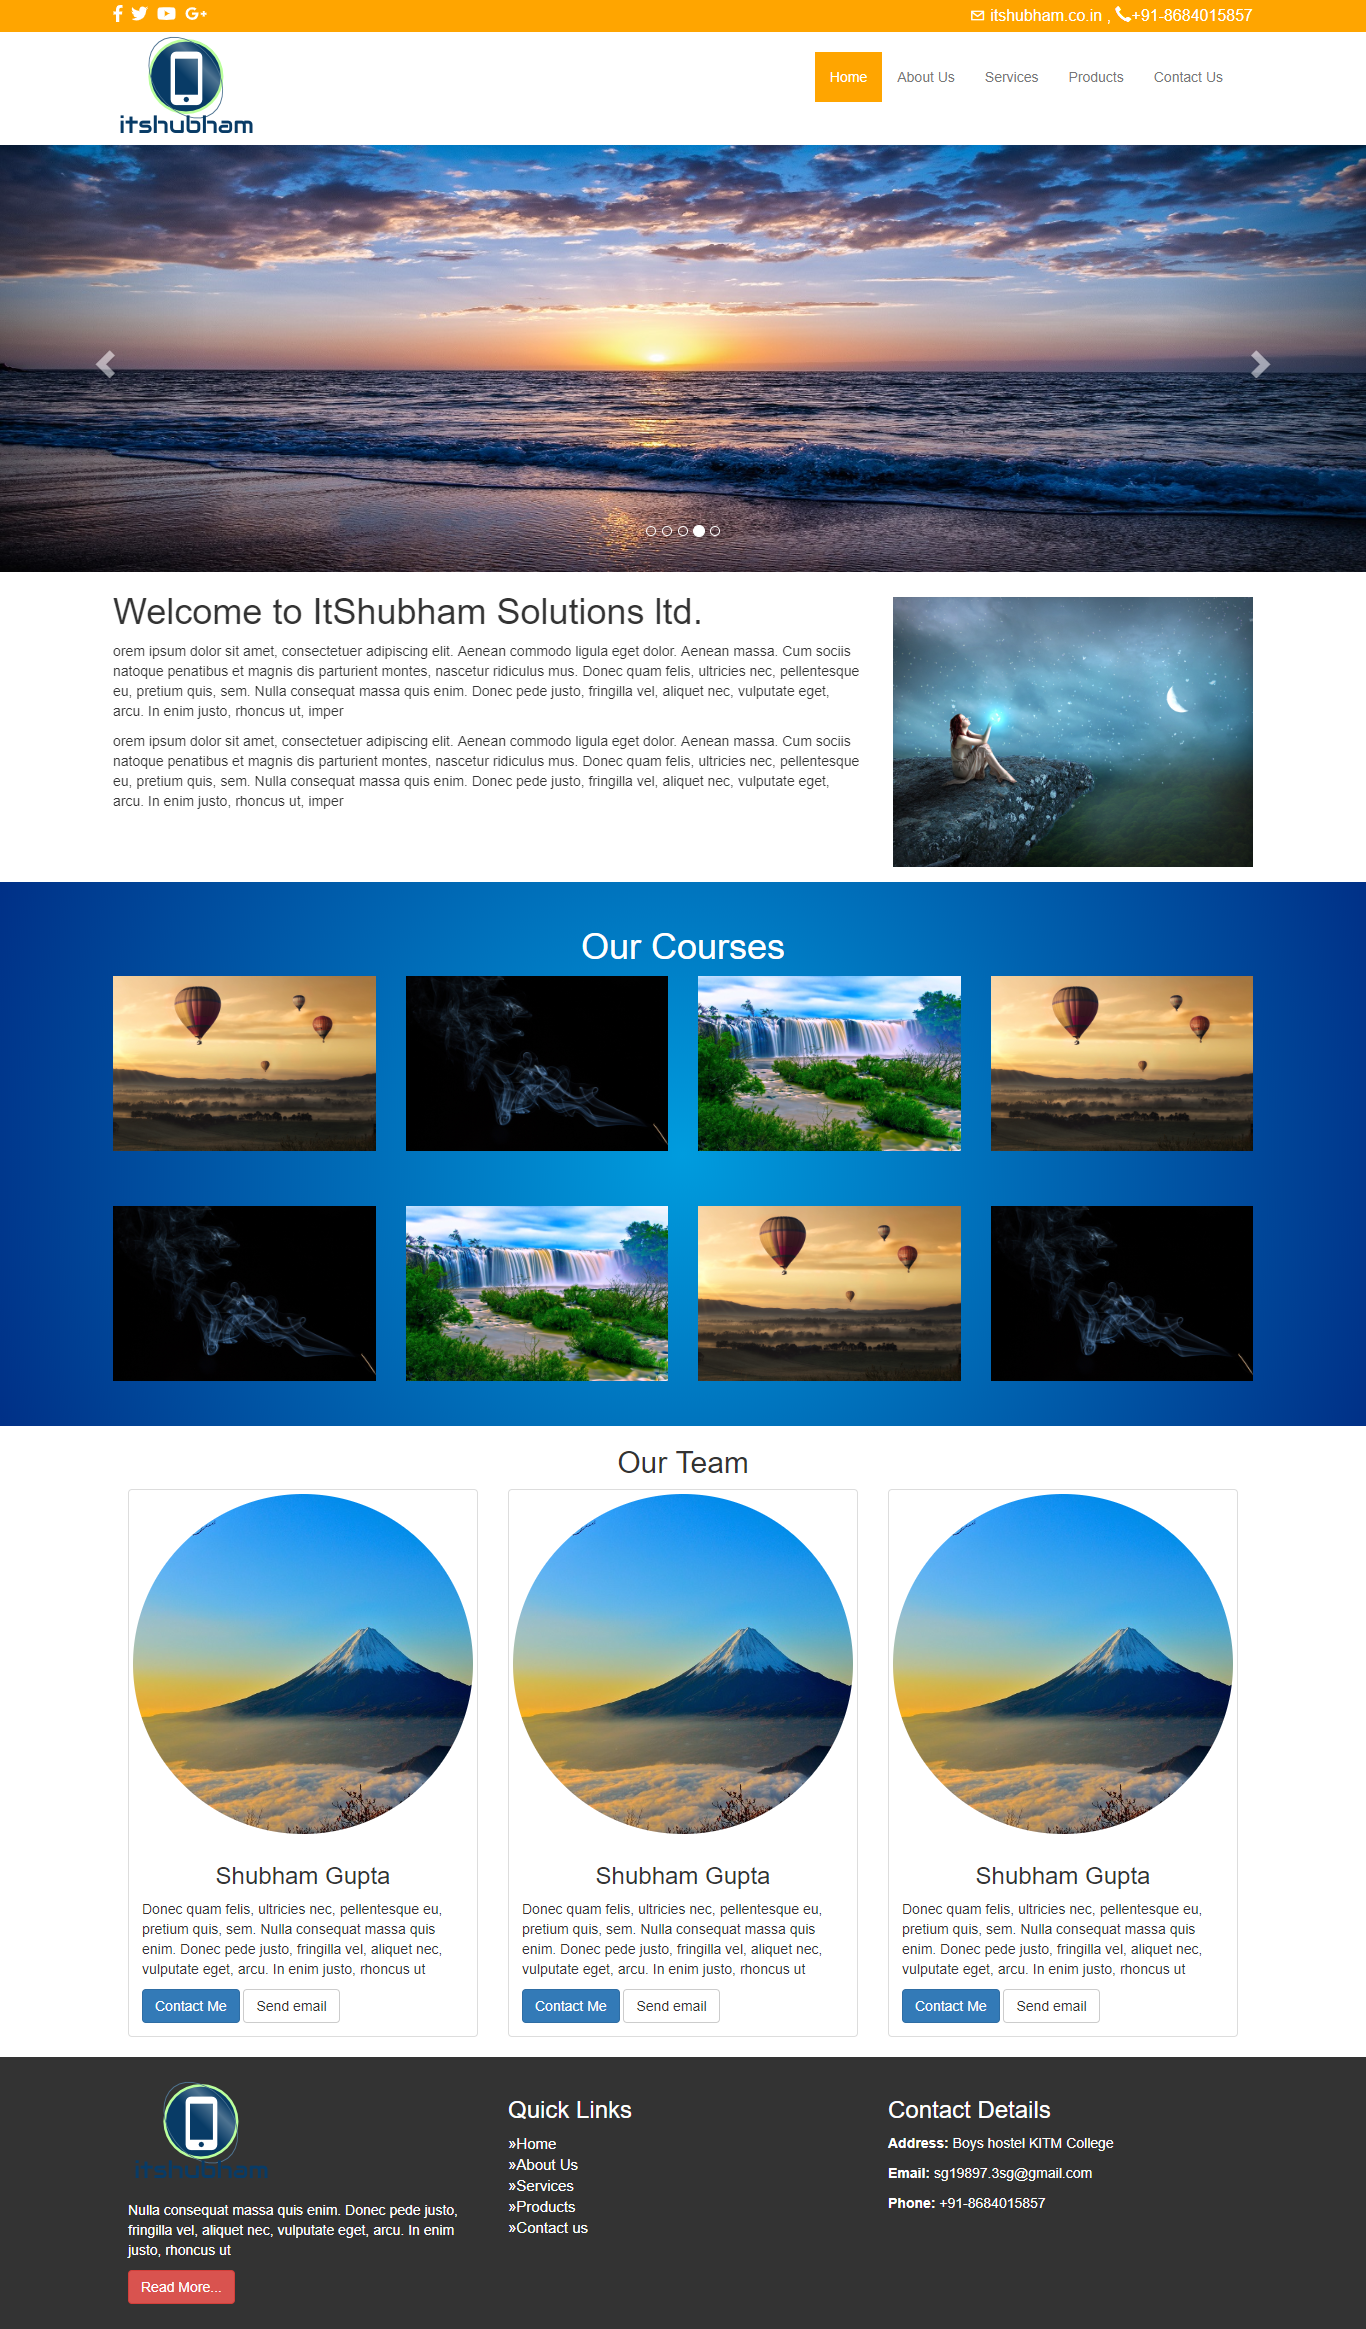 itshubham.co.in , +91-8684015857
itshubham
Home About Us Services Products Contact Us
Welcome to ItShubham Solutions ltd.
orem ipsum dolor sit amet, consectetuer adipiscing elit. Aenean commodo ligula eget dolor. Aenean massa. Cum sociis
natoque penatibus et magnis dis parturient montes, nascetur ridiculus mus. Donec quam felis, ultricies nec, pellentesque
eu, pretium quis, sem. Nulla consequat massa quis enim. Donec pede justo, fringilla vel, aliquet nec, vulputate eget,
arcu. In enim justo, rhoncus ut, imper
orem ipsum dolor sit amet, consectetuer adipiscing elit. Aenean commodo ligula eget dolor. Aenean massa. Cum sociis
natoque penatibus et magnis dis parturient montes, nascetur ridiculus mus. Donec quam felis, ultricies nec, pellentesque
eu, pretium quis, sem. Nulla consequat massa quis enim. Donec pede justo, fringilla vel, aliquet nec, vulputate eget,
arcu. In enim justo, rhoncus ut, imper
Our Courses
Our Team
Shubham Gupta
Donec quam felis, ultricies nec, pellentesque eu,
pretium quis, sem. Nulla consequat massa quis
enim. Donec pede justo, fringilla vel, aliquet nec,
vulputate eget, arcu. In enim justo, rhoncus ut
Contact Me Send email
Shubham Gupta
Donec quam felis, ultricies nec, pellentesque eu,
pretium quis, sem. Nulla consequat massa quis
enim. Donec pede justo, fringilla vel, aliquet nec,
vulputate eget, arcu. In enim justo, rhoncus ut
Contact Me Send email
Shubham Gupta
Donec quam felis, ultricies nec, pellentesque eu,
pretium quis, sem. Nulla consequat massa quis
enim. Donec pede justo, fringilla vel, aliquet nec,
vulputate eget, arcu. In enim justo, rhoncus ut
Contact Me Send email
itshubham
Nulla consequat massa quis enim. Donec pede justo,
fringilla vel, aliquet nec, vulputate eget, arcu. In enim
justo, rhoncus ut
Read More...
Quick Links
»Home
»About Us
»Services
»Products
»Contact us
Contact Details
Address: Boys hostel KITM College
Email: sg19897.3sg@gmail.com
Phone: +91-8684015857